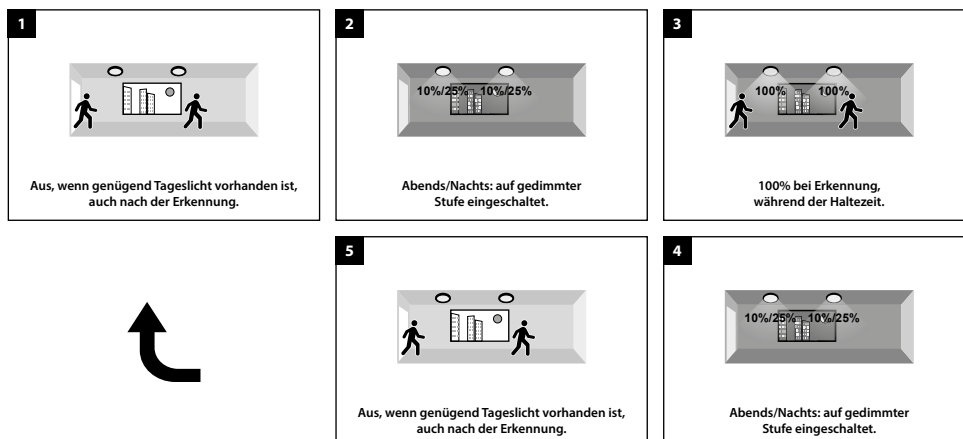 1
Aus, wenn genügend Tageslicht vorhanden ist,
auch nach der Erkennung.
2
10%/25% 10%/25%
Abends/Nachts: auf gedimmter
Stufe eingeschaltet.
3
100% 100%
100% bei Erkennung,
während der Haltezeit.
5
Aus, wenn genügend Tageslicht vorhanden ist,
auch nach der Erkennung.
4
10%/25% 10%/25%
Abends/Nachts: auf gedimmter
Stufe eingeschaltet.